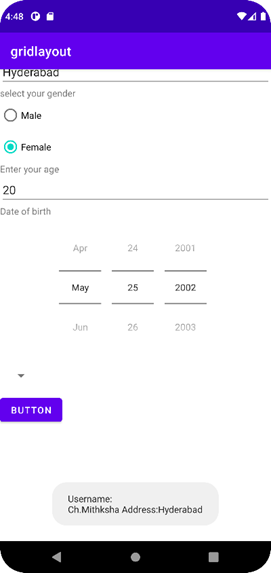 4:48
gridlayout
Hyderabad
select your gender
Male
Female
Enter your age
20
Date of birth
Apr 24 2001
May 25 2002
Jun 26 2003
BUTTON
Username:
Ch.Mithksha Address:Hyderabad